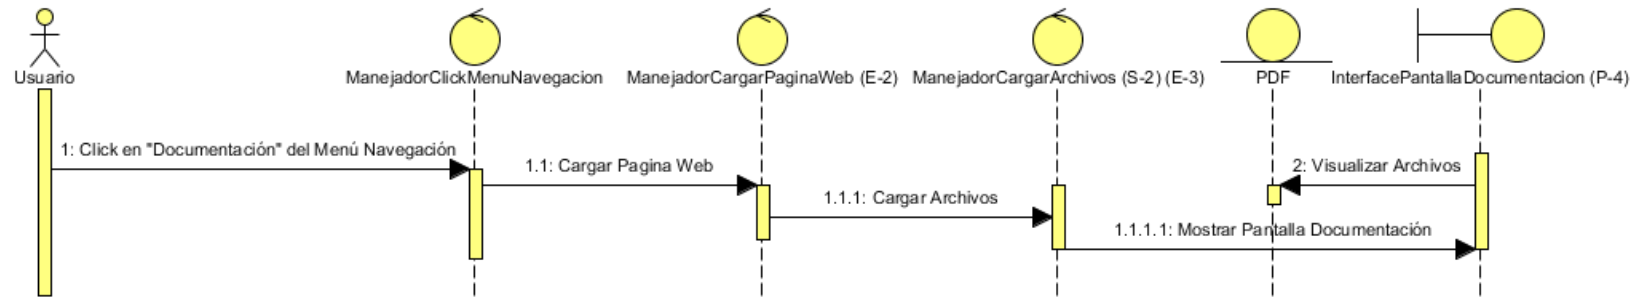 Usuario
ManejadorClickMenuNavegacion
ManejadorCargarPaginaWeb (E-2)
ManejadorCargarArchivos (S-2) (E-3)
PDF
InterfacePantallaDocumentacion (P-4)
1: Click en "Documentación" del Menú Navegación
1.1: Cargar Pagina Web
2: Visualizar Archivos
1.1.1: Cargar Archivos
1.1.1.1: Mostrar Pantalla Documentación